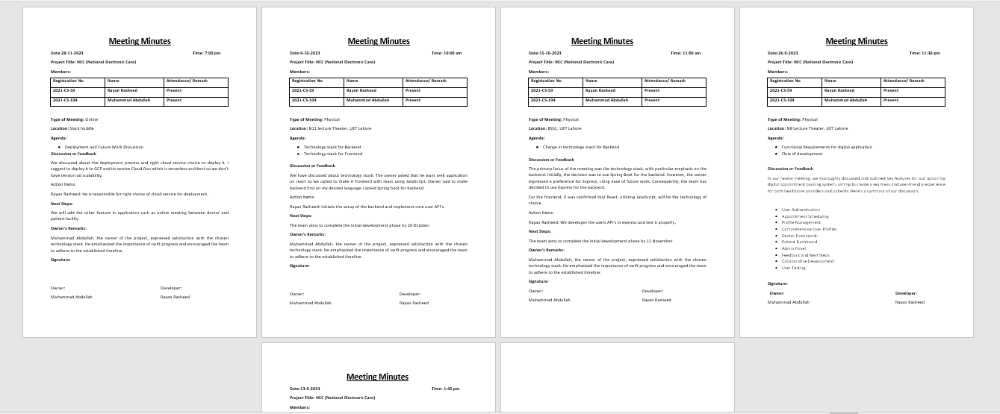 Meeting Minutes
Date:28-11-2023 Time: 7:00 pm
Project Title: NEC (National Electronic Care)
Members:
Registration No Name Attendance/ Remark
2021-CS-59 Rayan Rasheed Present
2021-CS-104 Muhammad Abdullah Present
Type of Meeting: Online
Location: Slack huddle
Agenda:
• Deployment and Future Work Discussion
Discussion or Feedback
We discussed about the deployment process and right cloud service choice to deploy it. I
suggest to deploy it to GCP and its service Cloud Run which is serverless architect so we don't
have tension od scalability.
Action Items:
Rayan Rasheed: He is responsible for right choice of cloud service for deployment.
Next Steps:
We will add the other feature in application such as online meeting between doctor and
patient facility.
Owner's Remarks:
Muhammad Abdullah, the owner of the project, expressed satisfaction with the chosen
technology stack. He emphasized the importance of swift progress and encouraged the team
to adhere to the established timeline.
Signature:
Owner: Developer:
Muhammad Abdullah Rayan Rasheed
Meeting Minutes
Date:6-10-2023 Time: 10:00 am
Project Title: NEC (National Electronic Care)
Members:
Registration No Name Attendance/ Remark
2021-CS-59 Rayan Rasheed Present
2021-CS-104 Muhammad Abdullah Present
Type of Meeting: Physical
Location: N11 lecture Theater, UET Lahore
Agenda:
• Technology stack for Backend
• Technology stack for Frontend
Discussion or Feedback
We have discussed about technology stack. The owner asked that he want web application
on react so we opted to make it frontend with react using JavaScript. Owner said to make
backend first on my desired language I opted Spring boot for backend.
Action Items:
Rayan Rasheed: Initiate the setup of the backend and implement core user API's.
Next Steps:
The team aims to complete the initial development phase by 20 October.
Owner's Remarks:
Muhammad Abdullah, the owner of the project, expressed satisfaction with the chosen
technology stack. He emphasized the importance of swift progress and encouraged the team
to adhere to the established timeline.
Signature:
Owner: Developer:
Muhammad Abdullah Rayan Rasheed
Meeting Minutes
Date:15-10-2023 Time: 11:00 am
Project Title: NEC (National Electronic Care)
Members:
Registration No Name Attendance/ Remark
2021-CS-59 Rayan Rasheed Present
2021-CS-104 Muhammad Abdullah Present
Type of Meeting: Physical
Location: BSSC, UET Lahore
Agenda:
• Change in technology stack for Backend
Discussion or Feedback
The primary focus of the meeting was the technology stack, with particular emphasis on the
backend. Initially, the decision was to use Spring Boot for the backend. However, the owner
expressed a preference for Express, citing ease of future work. Consequently, the team has
decided to use Express for the backend.
For the frontend, it was confirmed that React, utilizing JavaScript, will be the technology of
choice.
Action Items:
Rayan Rasheed: We developer the users API's in express and test it properly.
Next Steps:
The team aims to complete the initial development phase by 11 November.
Owner's Remarks:
Muhammad Abdullah, the owner of the project, expressed satisfaction with the chosen
technology stack. He emphasized the importance of swift progress and encouraged the team
to adhere to the established timeline.
Signature:
Owner: Developer:
Muhammad Abdullah Rayan Rasheed
Meeting Minutes
Date:26-9-2023 Time: 11:30 pm
Project Title: NEC (National Electronic Care)
Members:
Registration No Name Attendance/ Remark
2021-CS-59 Rayan Rasheed Present
2021-CS-104 Muhammad Abdullah Present
Type of Meeting: Physical
Location: N8 Lecture Theater, UET Lahore
Agenda:
• Functional Requirements for digital application
• Flow of development
Discussion or Feedback
In our recent meeting, we thoroughly discussed and outlined key features for our upcoming
digital appointment booking system, aiming to create a seamless and user-friendly experience
for both healthcare providers and patients. Here's a summary of our discussion:
• User Authentication
• Appointment Scheduling
• Profile Management
• Comprehensive User Profiles
• Doctor Dashboard:
• Patient Dashboard
• Admin Panel:
• Feedback and Next Steps
• Collaborative Development:
• User Testing
Signature:
Owner: Developer:
Muhammad Abdullah Rayan Rasheed
Meeting Minutes
Date:13-9-2023 Time: 1:45 pm
Project Title: NEC (National Electronic Care)
Members: